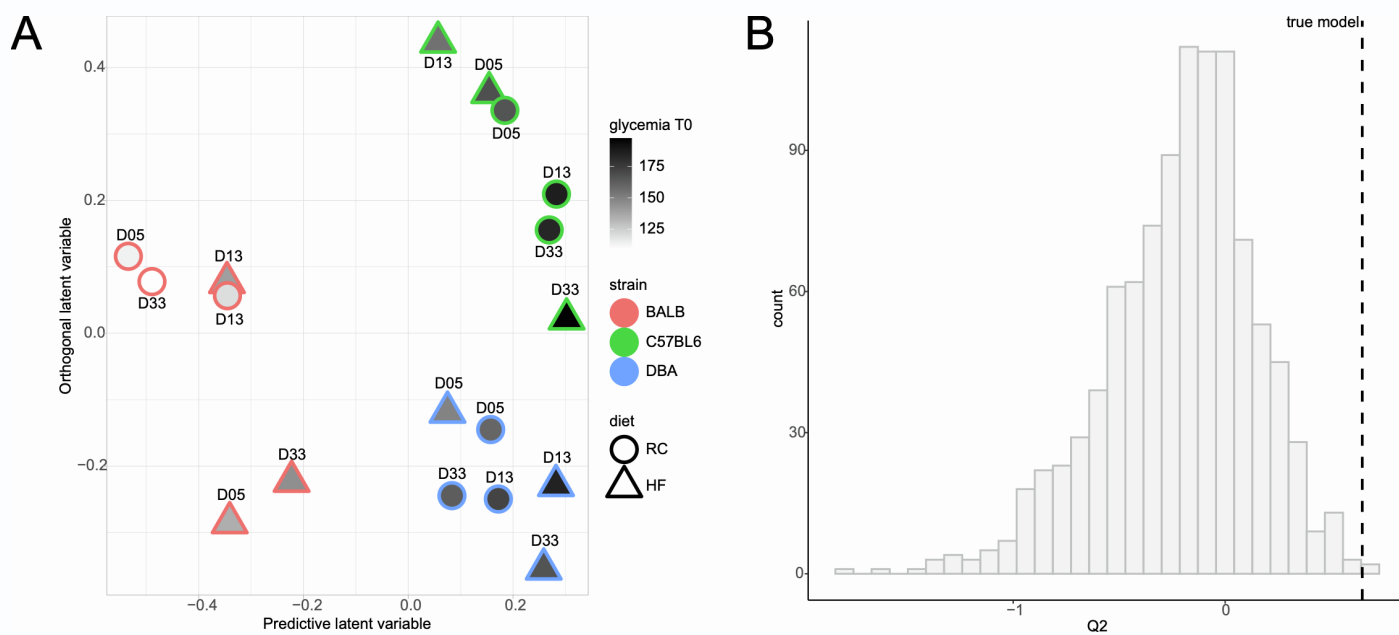 A
Orthogonal latent variable
0.4
0.2
0.0
−0.2
−0.4
−0.2
0.0
0.2
Predictive latent variable
D13
D05
D05
D13
D33
D33
D05
D33
D13
D13
D05
D05
D33
D13
D13
D33
D33
D05
glycemia T0
175
150
125
strain
BALB
C57BL6
DBA
diet
RC
HF
B
true model
count
90
60
30
0
−1
0
Q2